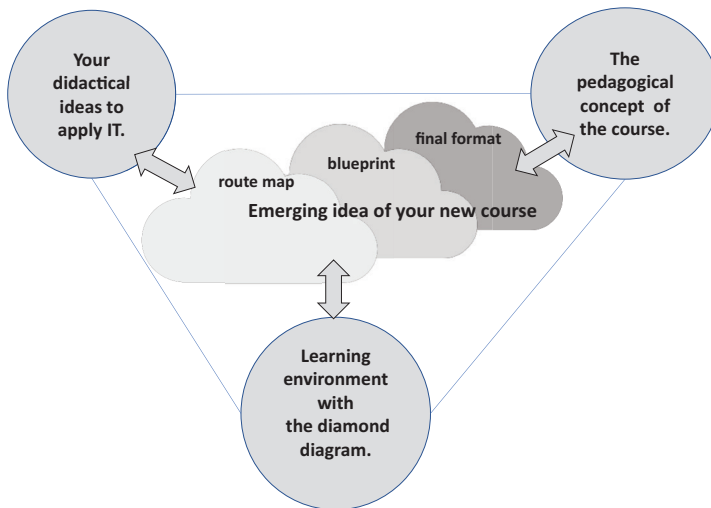 Your
didactical
ideas to
apply IT.
The
pedagogical
concept of
the course.
final format
blueprint
route map
Emerging idea of your new course
Learning
environment
with
the diamond
diagram.